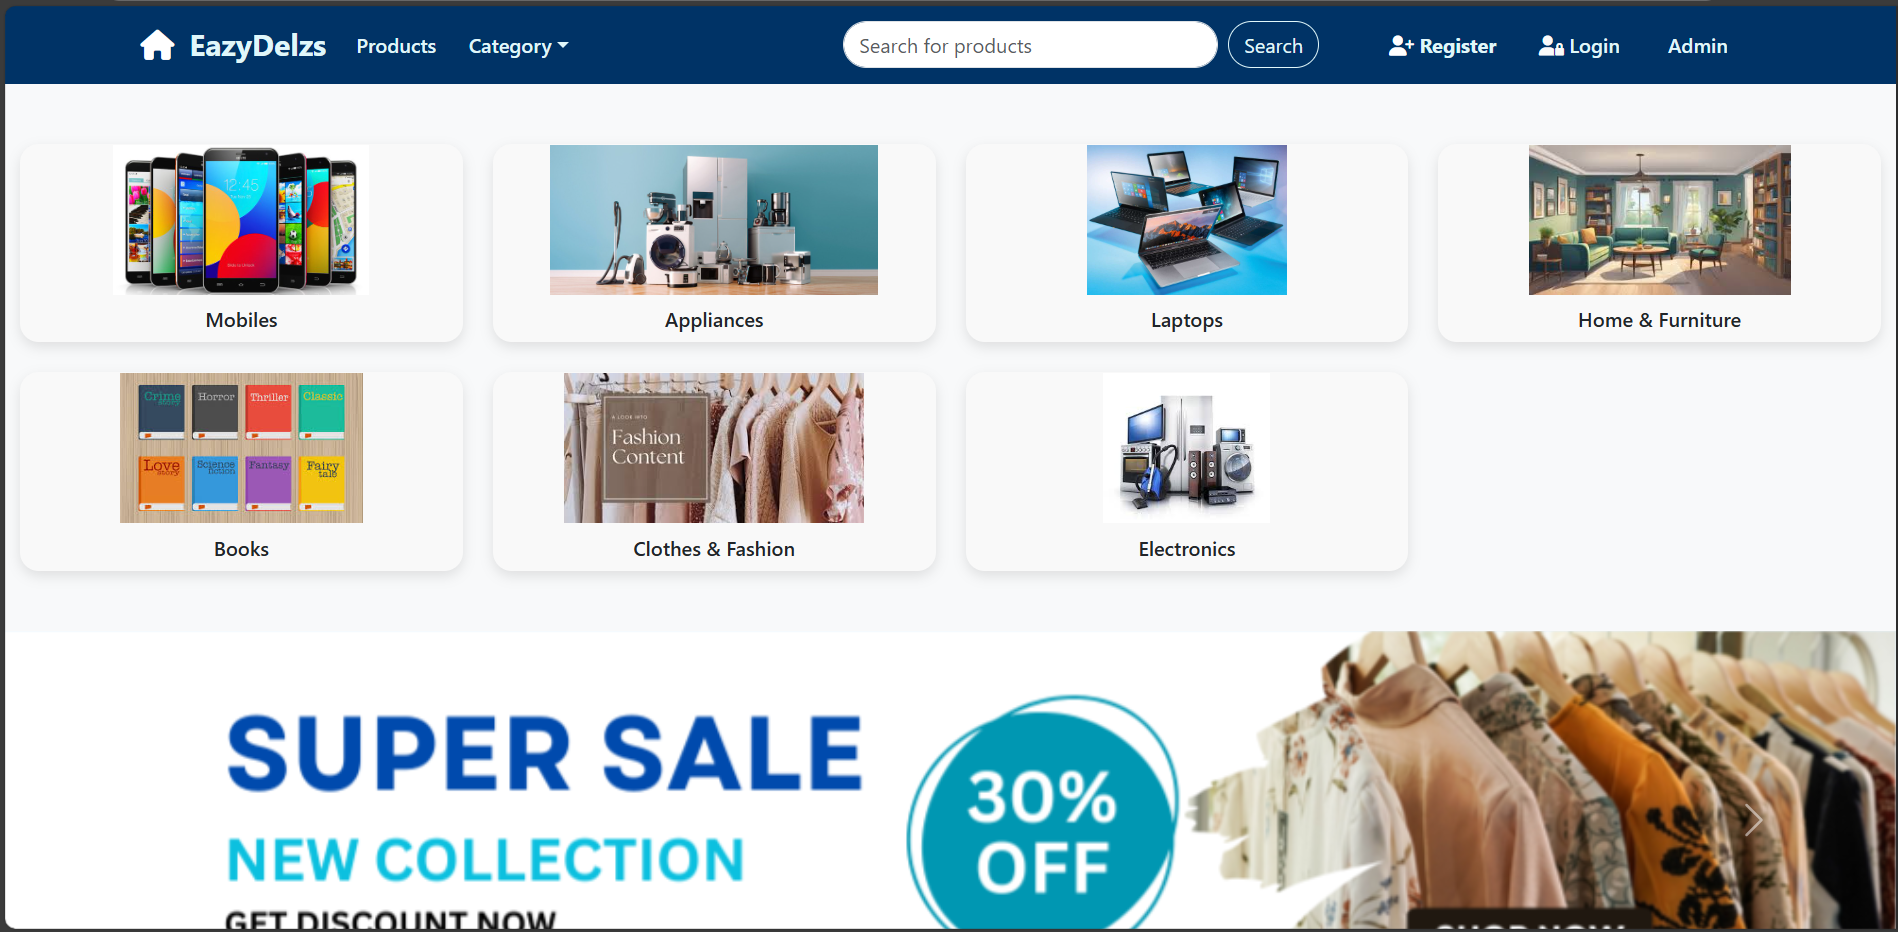 EazyDelzs Products Category Search for products Search Register Login Admin
12:45
Mobiles
Appliances
Laptops
Home & Furniture
Crime
story
Horror
Thriller
Classic
Love
story
Science
fiction
Fantasy
Fairy
tale
Books
A LOOK INTO
Fashion
Content
Clothes & Fashion
Electronics
SUPER SALE
NEW COLLECTION
GET DISCOUNT NOW
30%
OFF
SHOP NOW